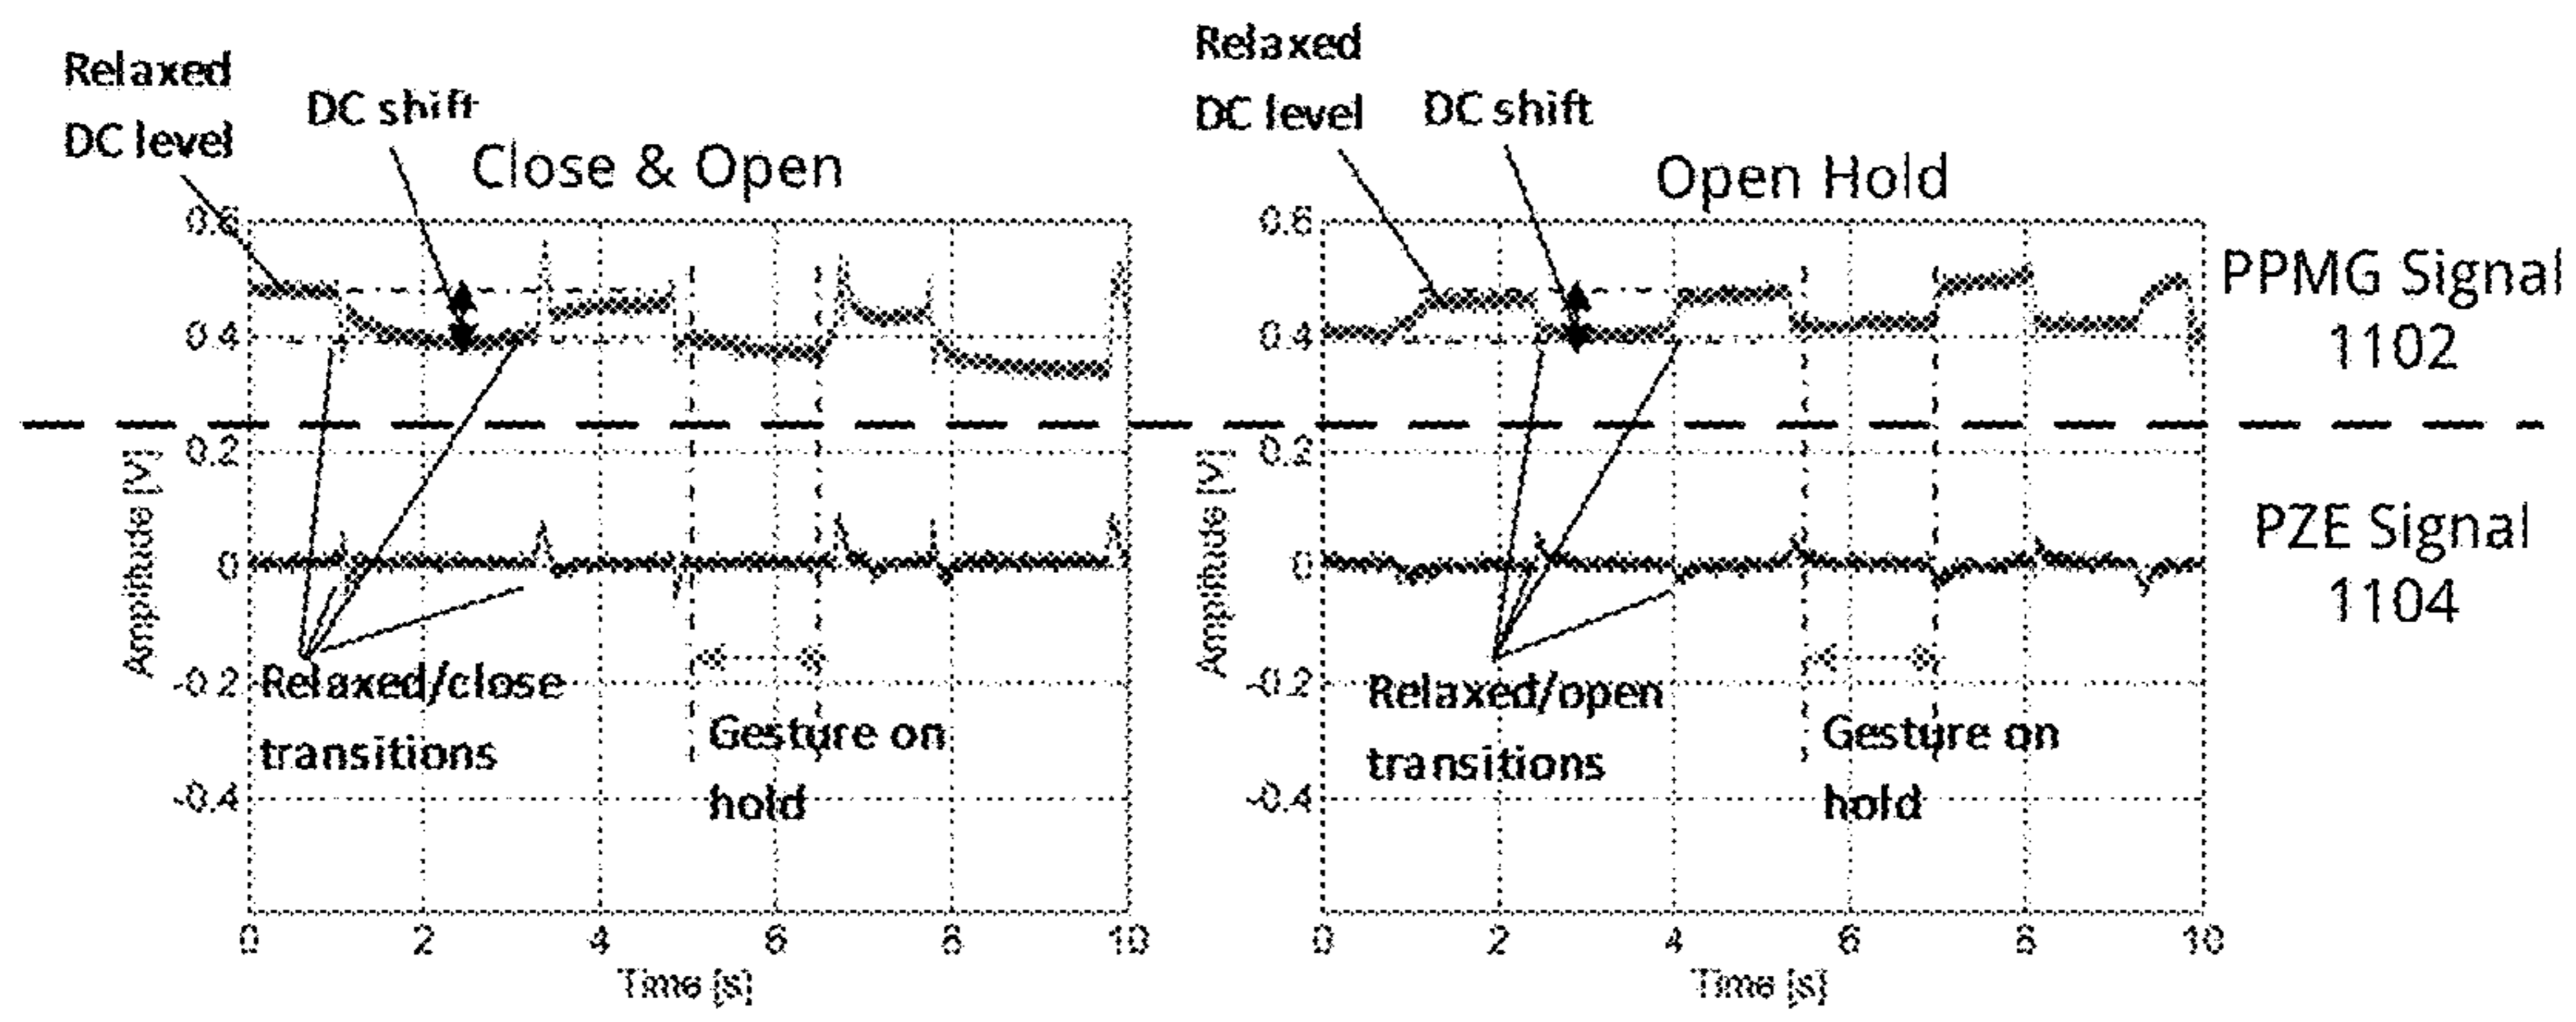 Relaxed
DC level
DC shift
Close & Open
0.6
0.4
0.2
0
-0.2
-0.4
Amplitude [V]
Relaxed/close
transitions
Gesture on
hold
0 2 4 6 8 10
Time [s]
Relaxed
DC level
DC shift
Open Hold
0.6
0.4
0.2
0
-0.2
-0.4
Amplitude [V]
Relaxed/open
transitions
Gesture on
hold
0 2 4 6 8 10
Time [s]
PPMG Signal
1102
PZE Signal
1104